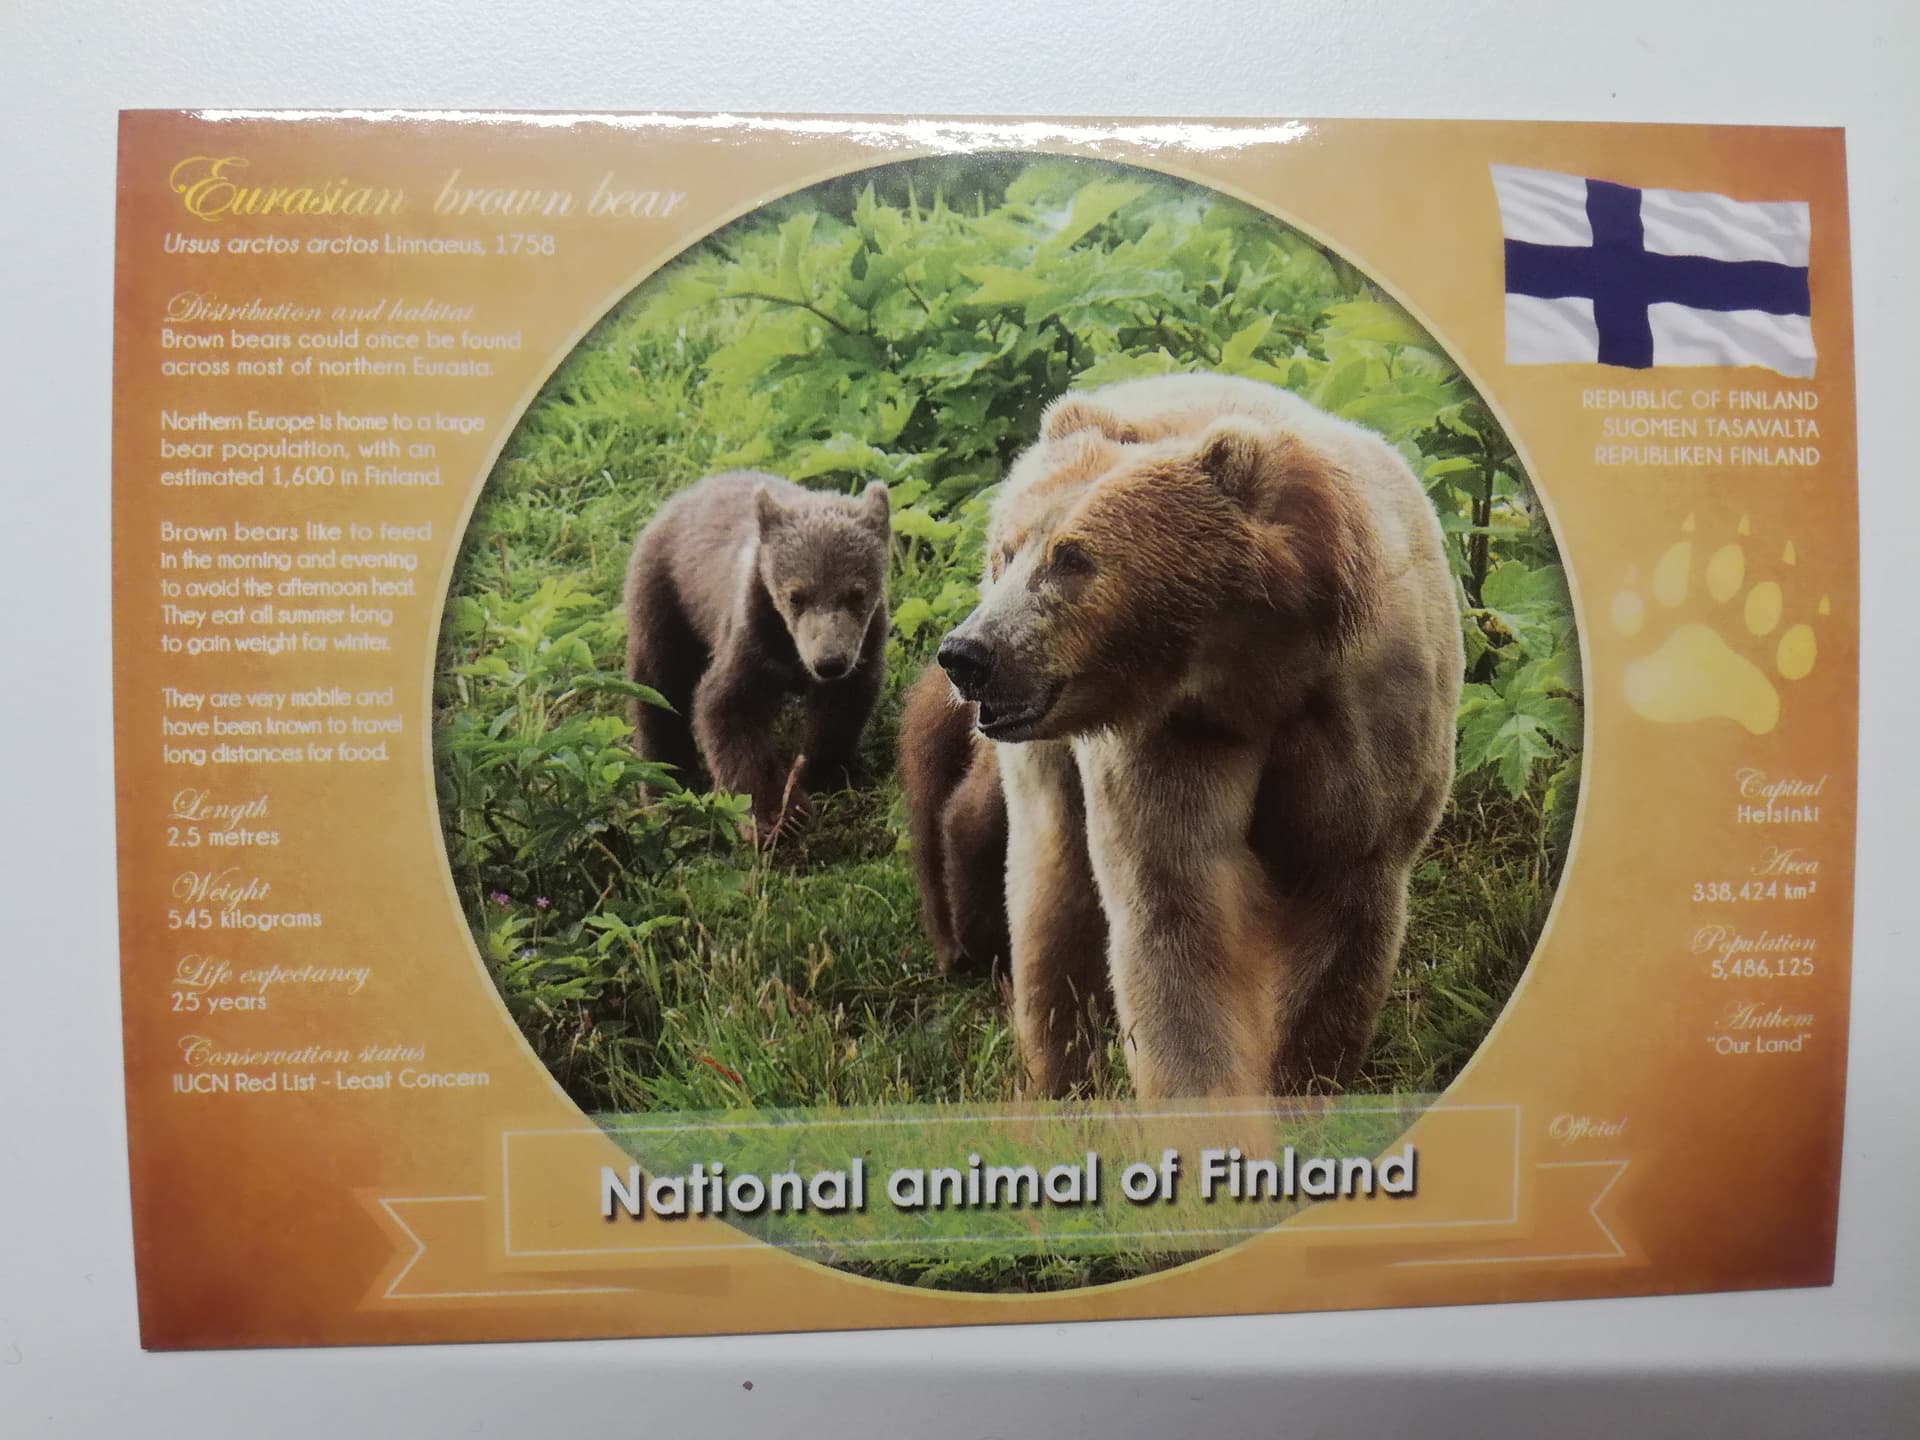 Eurasian brown bear
Ursus arctos arctos Linnaeus, 1758
Distribution and habitat
Brown bears could once be found
across most of northern Eurasia.
Northern Europe is home to a large
bear population, with an
estimated 1,600 in Finland.
Brown bears like to feed
in the morning and evening
to avoid the afternoon heat.
They eat all summer long
to gain weight for winter.
They are very mobile and
have been known to travel
long distances for food.
Length
2.5 metres
Weight
545 kilograms
Life expectancy
25 years
Conservation status
IUCN Red List - Least Concern
REPUBLIC OF FINLAND
SUOMEN TASAVALTA
REPUBLIKEN FINLAND
Capital
Helsinki
Area
338,424 km²
Population
5,486,125
Anthem
"Our Land"
Official
National animal of Finland